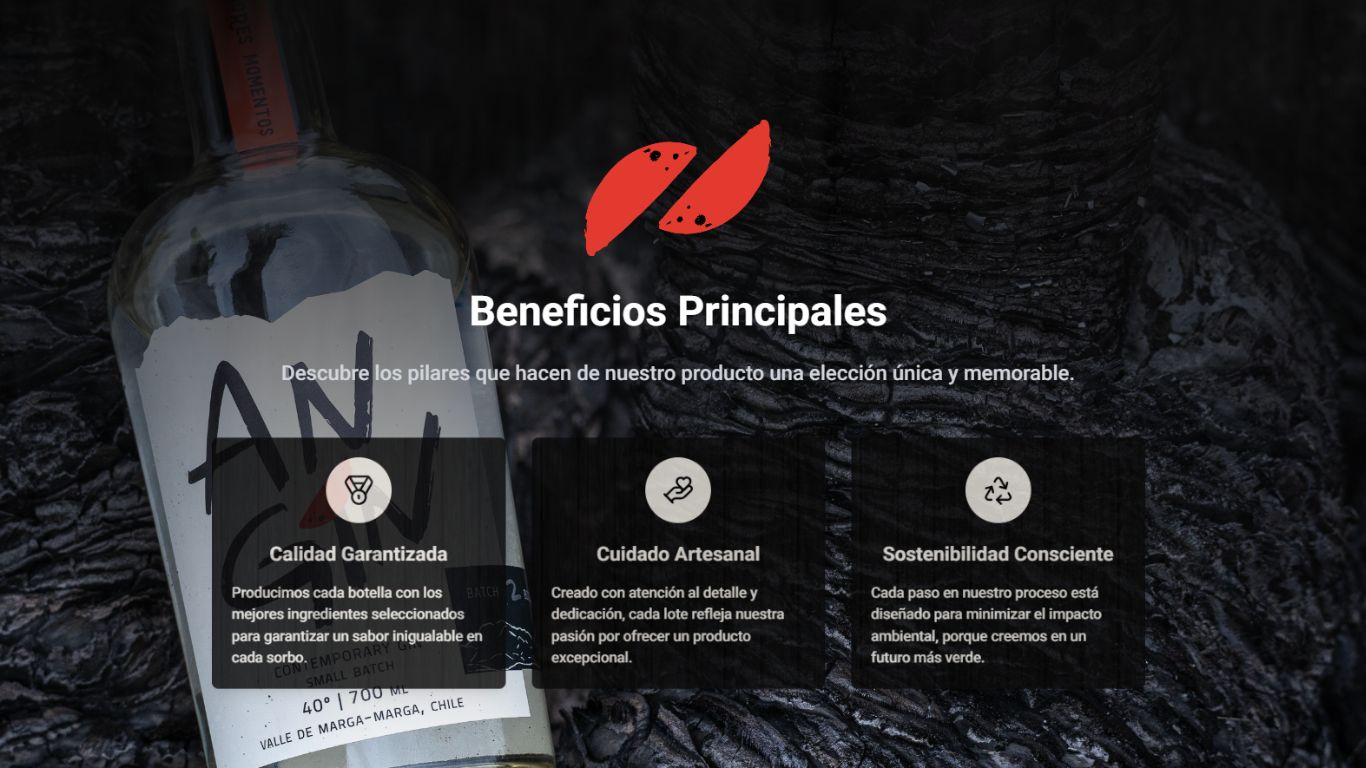 RES MOMENTOS
Beneficios Principales
Descubre los pilares que hacen de nuestro producto una elección única y memorable.
AN
GIN
Calidad Garantizada
Producimos cada botella con los
mejores ingredientes seleccionados
para garantizar un sabor inigualable en
cada sorbo.
Cuidado Artesanal
Creado con atención al detalle y
dedicación, cada lote refleja nuestra
pasión por ofrecer un producto
excepcional.
Sostenibilidad Consciente
Cada paso en nuestro proceso está
diseñado para minimizar el impacto
ambiental, porque creemos en un
futuro más verde.
BATCH 2
CONTEMPORARY GIN
SMALL BATCH
40° | 700 ML
VALLE DE MARGA-MARGA, CHILE